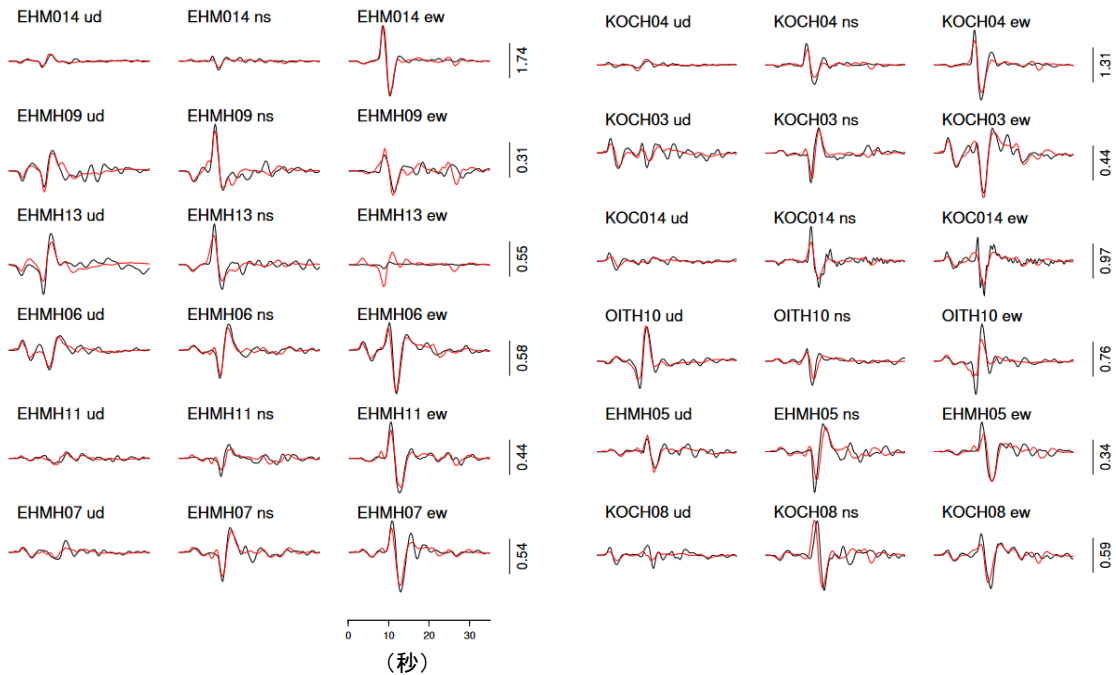 EHM014 ud EHM014 ns EHM014 ew 1.74
EHMH09 ud EHMH09 ns EHMH09 ew 0.31
EHMH13 ud EHMH13 ns EHMH13 ew 0.55
EHMH06 ud EHMH06 ns EHMH06 ew 0.58
EHMH11 ud EHMH11 ns EHMH11 ew 0.44
EHMH07 ud EHMH07 ns EHMH07 ew 0.54
0 10 20 30
（秒）
KOCH04 ud KOCH04 ns KOCH04 ew 1.31
KOCH03 ud KOCH03 ns KOCH03 ew 0.44
KOC014 ud KOC014 ns KOC014 ew 0.97
OITH10 ud OITH10 ns OITH10 ew 0.76
EHMH05 ud EHMH05 ns EHMH05 ew 0.34
KOCH08 ud KOCH08 ns KOCH08 ew 0.59